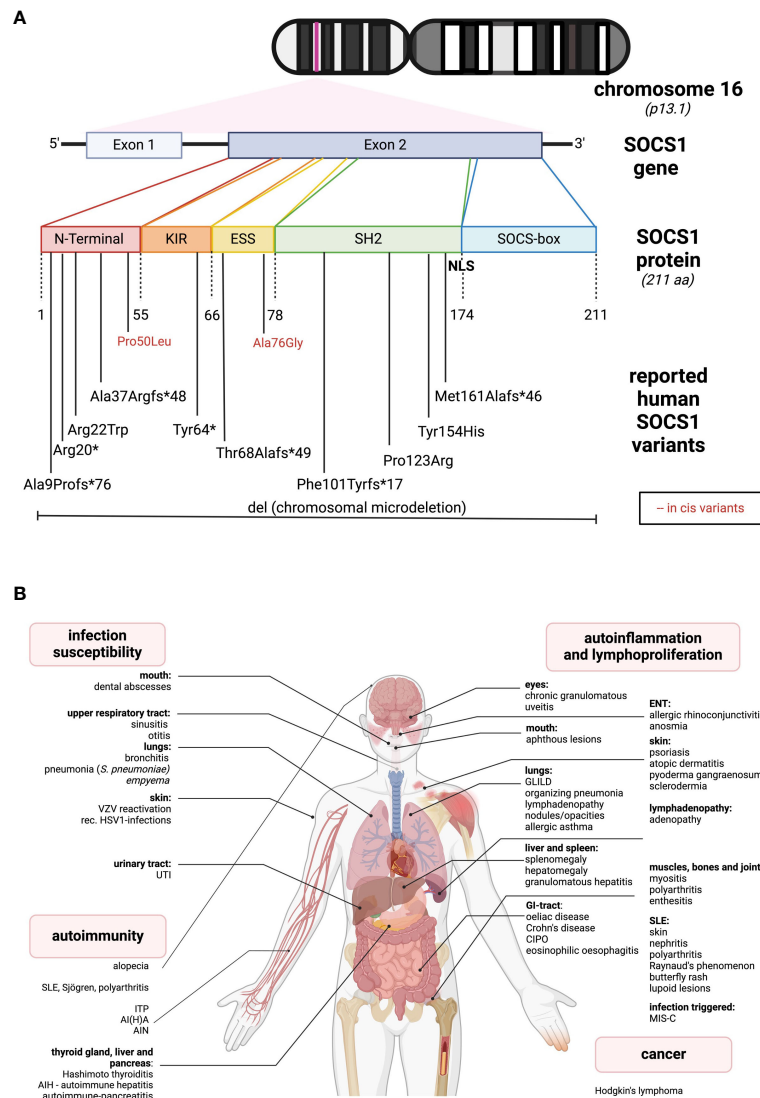 A
chromosome 16
(p13.1)
5'
Exon 1
Exon 2
3'
SOCS1
gene
N-Terminal
KIR
ESS
SH2
SOCS-box
SOCS1
protein
(211 aa)
NLS
1
55
66
78
174
211
Pro50Leu
Ala76Gly
Ala37Argfs*48
Met161Alafs*46
Arg22Trp
Tyr64*
Tyr154His
Arg20*
Thr68Alafs*49
Pro123Arg
Ala9Profs*76
Phe101Tyrfs*17
reported
human
SOCS1
variants
del (chromosomal microdeletion)
– in cis variants
B
infection
susceptibility
mouth:
dental abscesses
upper respiratory tract:
sinusitis
otitis
lungs:
bronchitis
pneumonia (S. pneumoniae)
empyema
skin:
VZV reactivation
rec. HSV1-infections
urinary tract:
UTI
autoimmunity
alopecia
SLE, Sjögren, polyarthritis
ITP
AI(H)A
AIN
thyroid gland, liver and
pancreas:
Hashimoto thyroiditis
AIH - autoimmune hepatitis
autoimmune-pancreatitis
autoinflammation
and lymphoproliferation
eyes:
chronic granulomatous
uveitis
mouth:
aphthous lesions
lungs:
GLILD
organizing pneumonia
lymphadenopathy
nodules/opacities
allergic asthma
liver and spleen:
splenomegaly
hepatomegaly
granulomatous hepatitis
GI-tract:
oeliac disease
Crohn's disease
CIPO
eosinophilic oesophagitis
ENT:
allergic rhinoconjunctiviti
anosmia
skin:
psoriasis
atopic dermatitis
pyoderma gangraenosum
sclerodermia
lymphadenopathy:
adenopathy
muscles, bones and joint
myositis
polyarthritis
enthesitis
SLE:
skin
nephritis
polyarthritis
Raynaud's phenomenon
butterfly rash
lupoid lesions
infection triggered:
MIS-C
cancer
Hodgkin's lymphoma